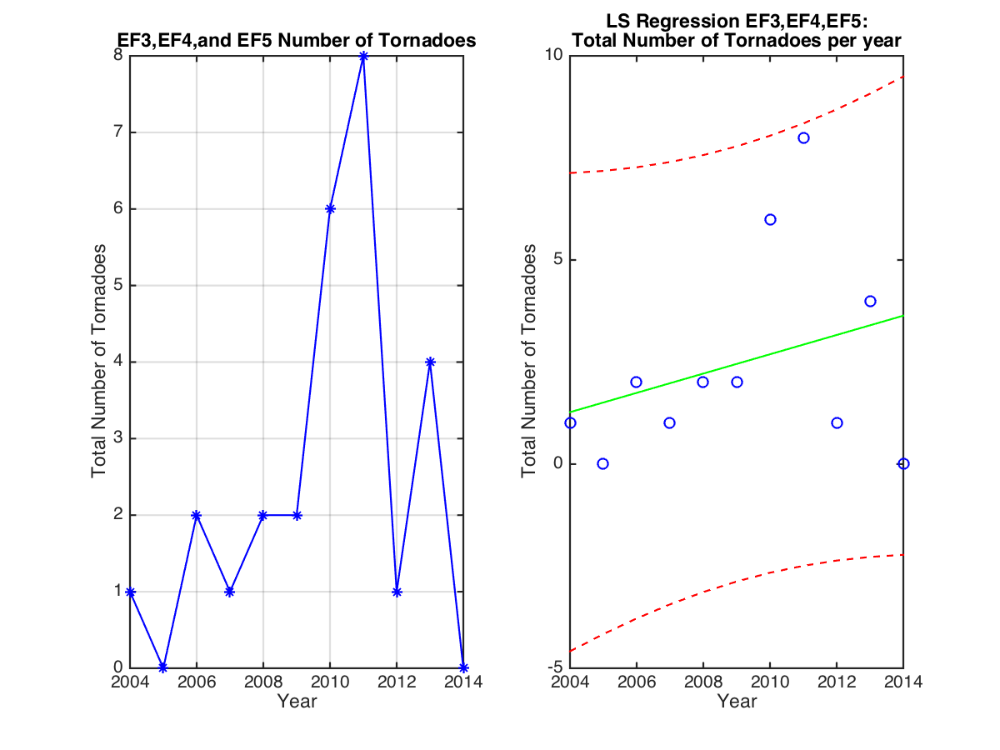 EF3,EF4,and EF5 Number of Tornadoes
8
7
6
5
4
3
2
1
0
Total Number of Tornadoes
2004 2006 2008 2010 2012 2014
Year
LS Regression EF3,EF4,EF5:
Total Number of Tornadoes per year
10
5
0
-5
Total Number of Tornadoes
2004 2006 2008 2010 2012 2014
Year